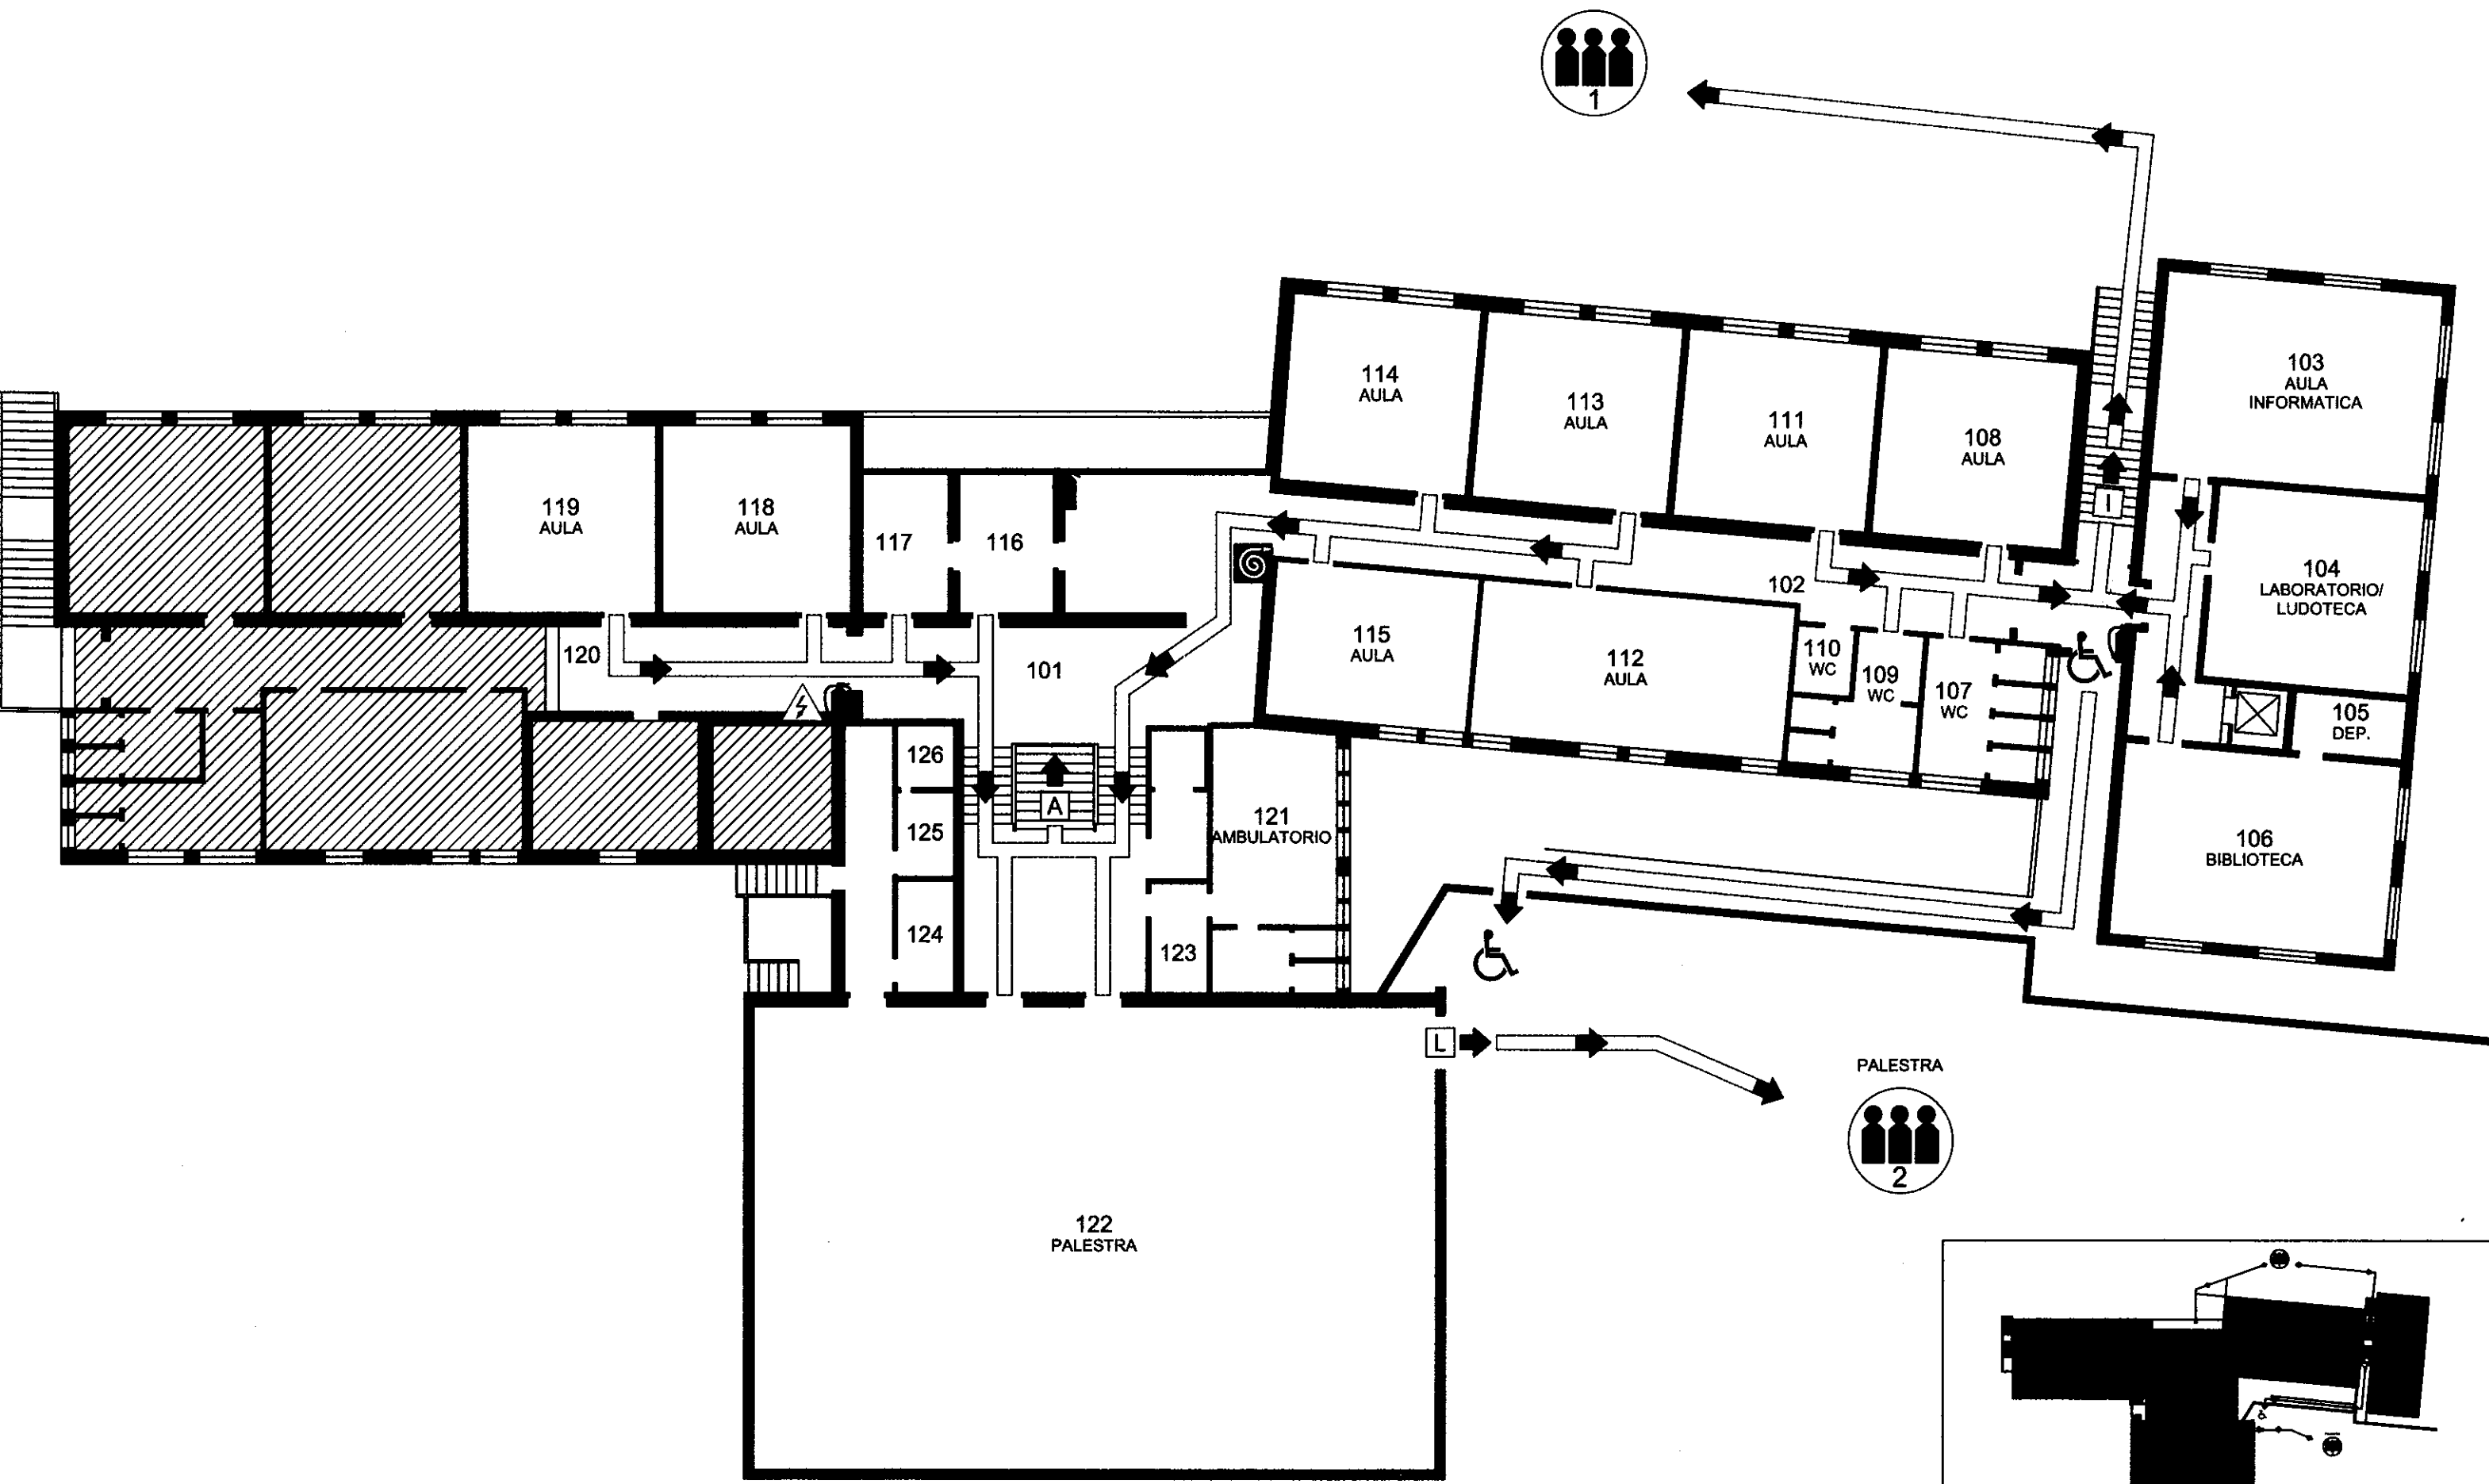 1
103
AULA
INFORMATICA
114
AULA
113
AULA
111
AULA
108
AULA
119
AULA
118
AULA
117
116
I
104
LABORATORIO/
LUDOTECA
102
120
101
115
AULA
112
AULA
110
WC
109
WC
107
WC
105
DEP.
126
A
125
121
AMBULATORIO
106
BIBLIOTECA
124
123
L
PALESTRA
2
122
PALESTRA